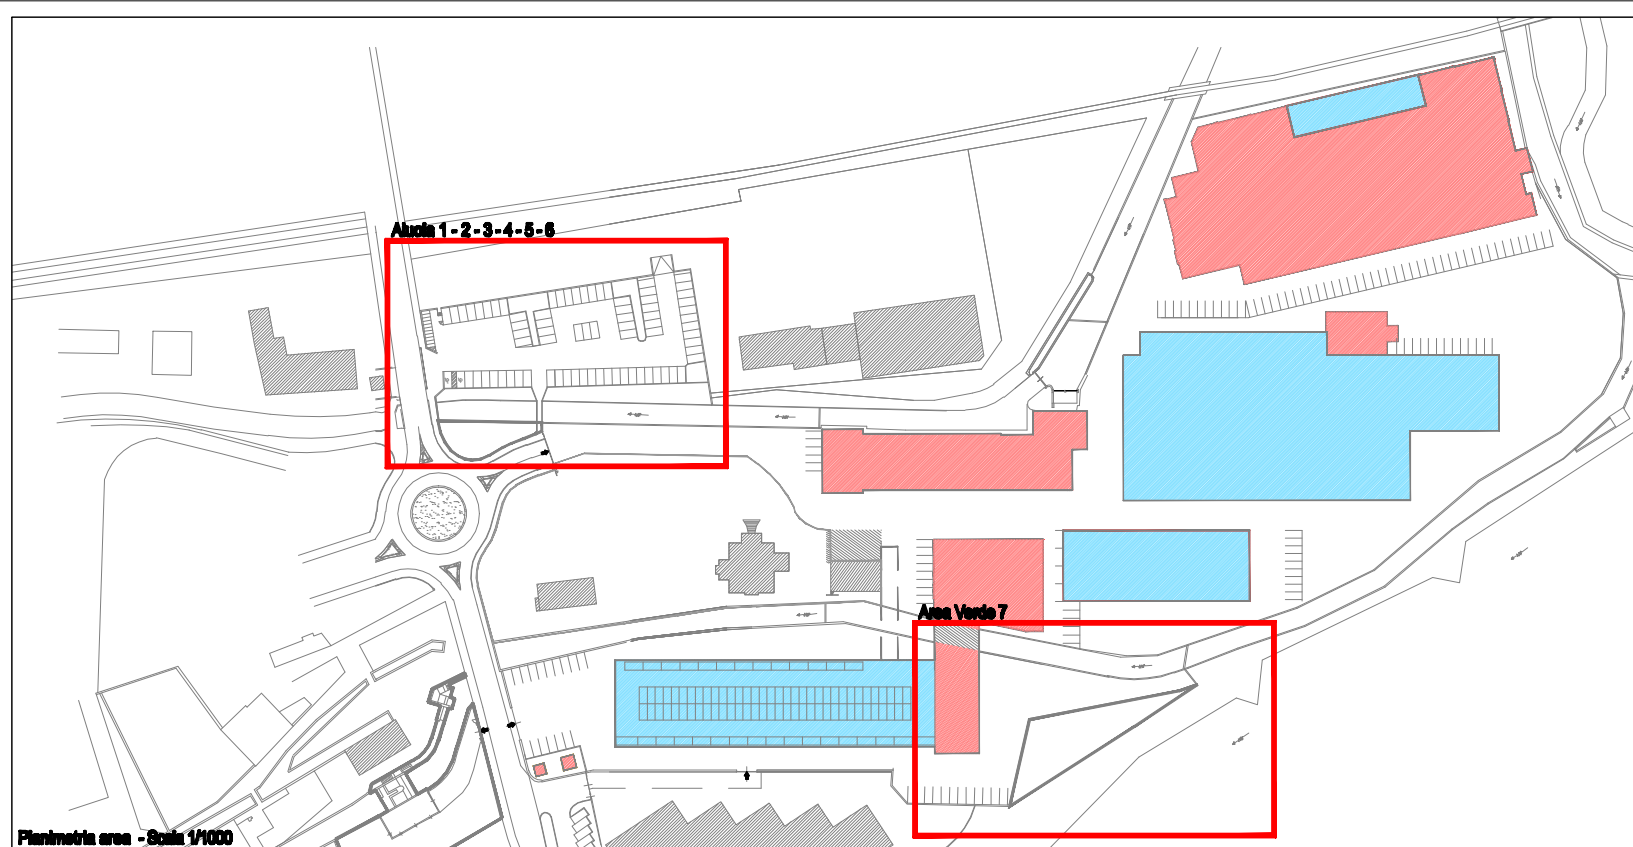 Aiuola 1 - 2 - 3 - 4 - 5 - 6
Area Verde 7
Planimetria area - Scala 1/1000